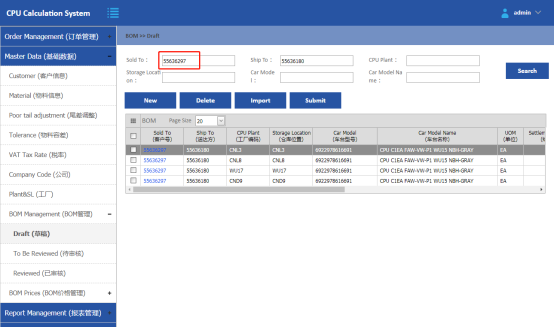 CPU Calculation System
admin
Order Management (订单管理)
Master Data (基础数据)
Customer (客户信息)
Material (物料信息)
Poor tail adjustment (尾差调整)
Tolerance (物料容差)
VAT Tax Rate (税率)
Company Code (公司)
Plant&SL (工厂)
BOM Management (BOM管理) –
Draft (草稿)
To Be Reviewed (待审核)
Reviewed (已审核)
BOM Prices (BOM价格管理) +
Report Management (报表管理)
BOM >> Draft
Sold To : 55636297 Ship To : 55636180 CPU Plant :
Storage Locati Car Mode Car Model Na
on : l : me :
Search
New Delete Import Submit
BOM Page Size 20
Sold To Ship To CPU Plant Storage Location Car Model Car Model Name UOM Settlem
(客户号) (送达方) (工厂编码) (仓库位置) (车台型号) (车台名称) (单位)
55636297 55636180 CNL3 CNL3 6922978616691 CPU C1EA FAW-VW-P1 WU15 NBH-GRAY EA
55636297 55636180 CNL8 CNL8 6922978616691 CPU C1EA FAW-VW-P1 WU15 NBH-GRAY EA
55636297 55636180 WU17 WU17 6922978616691 CPU C1EA FAW-VW-P1 WU15 NBH-GRAY EA
55636297 55636180 CND9 CND9 6922978616691 CPU C1EA FAW-VW-P1 WU15 NBH-GRAY EA